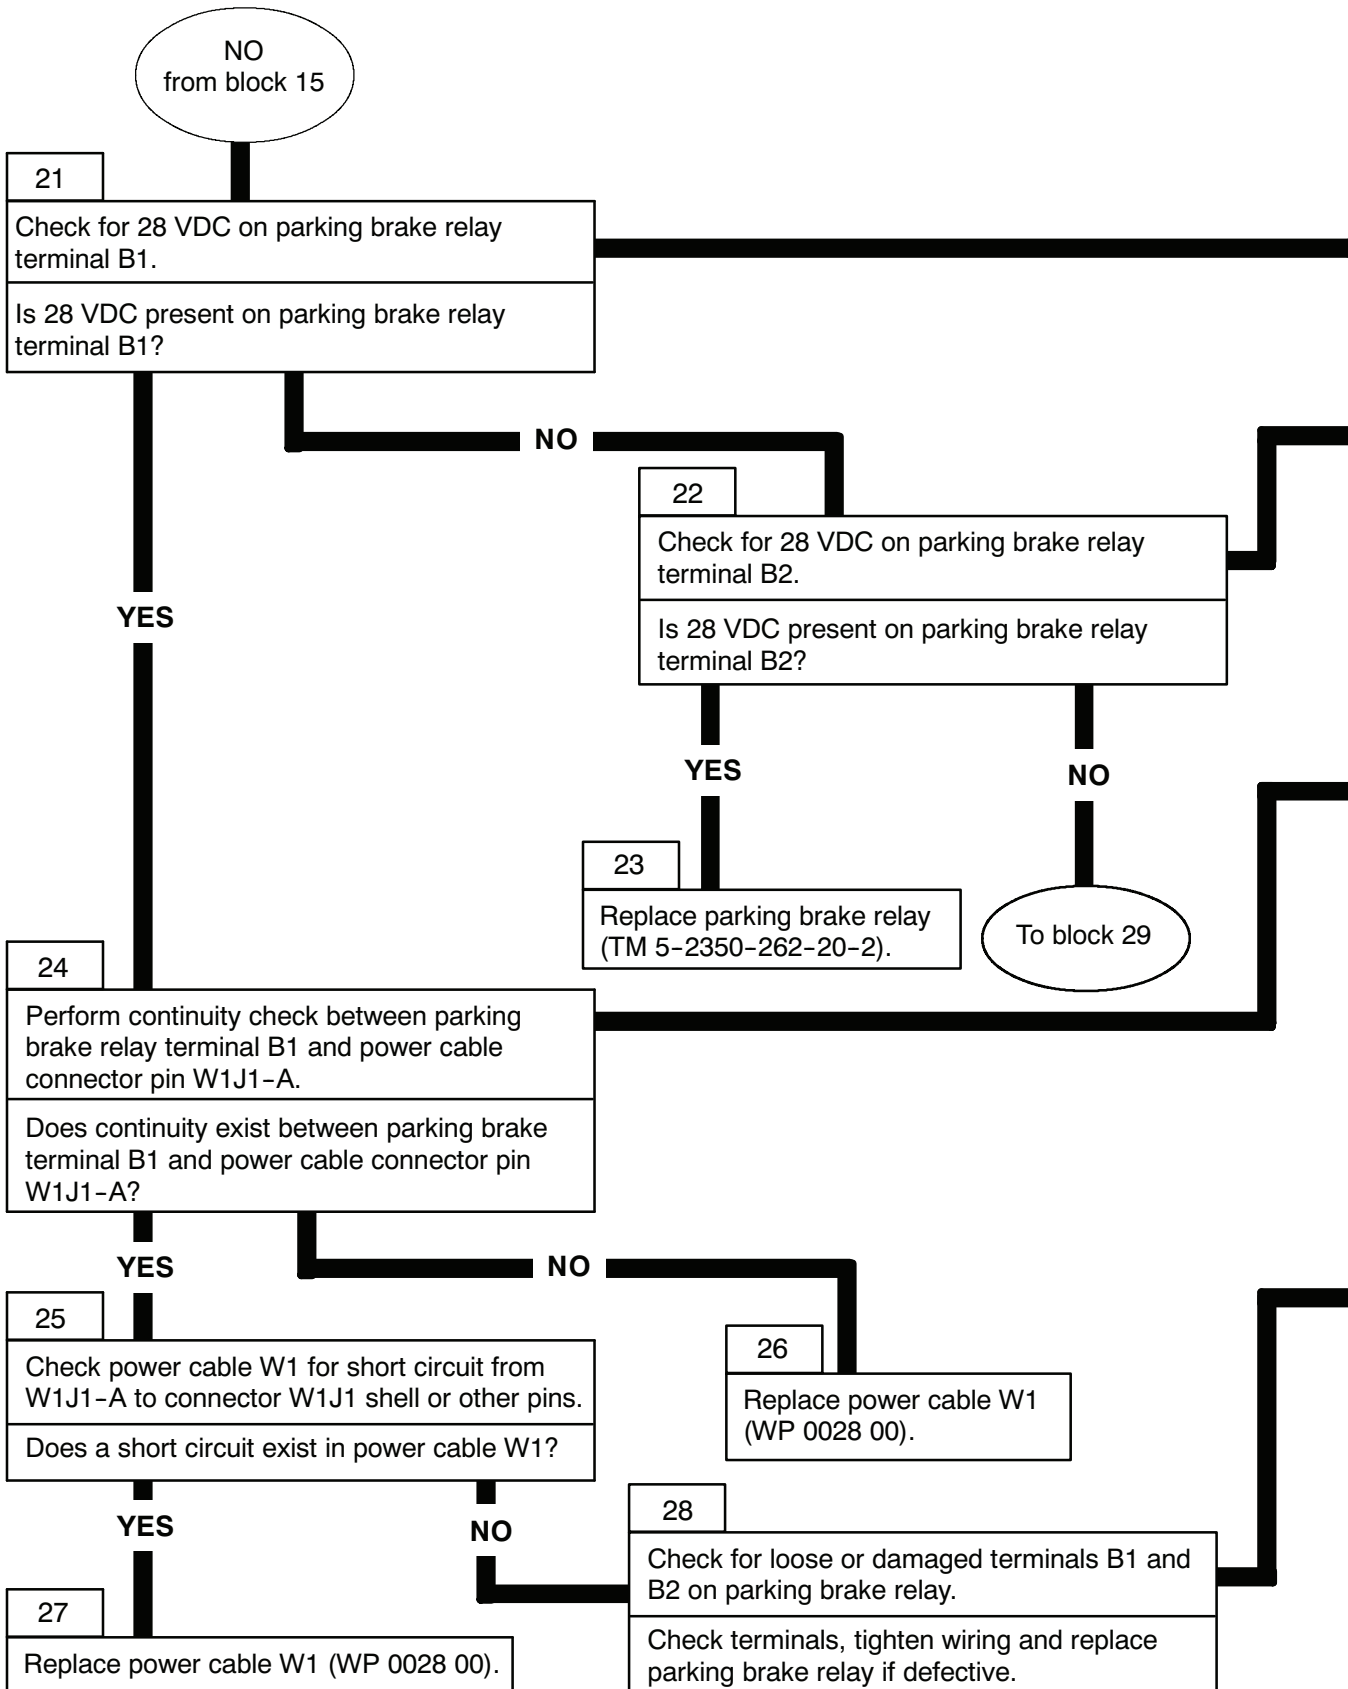 NO
from block 15
21
Check for 28 VDC on parking brake relay
terminal B1.
Is 28 VDC present on parking brake relay
terminal B1?
NO
22
Check for 28 VDC on parking brake relay
terminal B2.
Is 28 VDC present on parking brake relay
terminal B2?
YES
YES
NO
23
Replace parking brake relay
(TM 5-2350-262-20-2).
To block 29
24
Perform continuity check between parking
brake relay terminal B1 and power cable
connector pin W1J1-A.
Does continuity exist between parking brake
terminal B1 and power cable connector pin
W1J1-A?
YES
NO
25
Check power cable W1 for short circuit from
W1J1-A to connector W1J1 shell or other pins.
Does a short circuit exist in power cable W1?
26
Replace power cable W1
(WP 0028 00).
YES
NO
27
Replace power cable W1 (WP 0028 00).
28
Check for loose or damaged terminals B1 and
B2 on parking brake relay.
Check terminals, tighten wiring and replace
parking brake relay if defective.